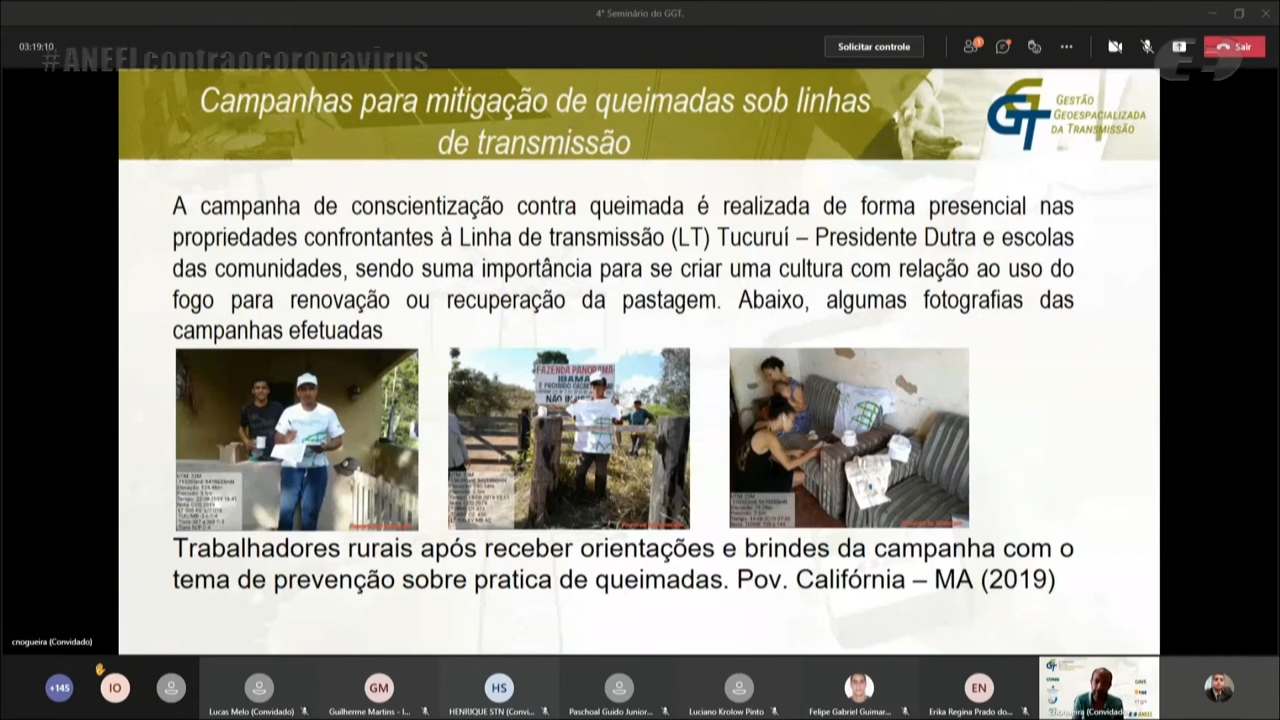 4° Seminário do GGT.
03:19:10
#ANEELcontraocoronavirus
Solicitar controle
1
Sair
Campanhas para mitigação de queimadas sob linhas
de transmissão
GGT
GESTÃO
GEOESPACIALIZADA
DA TRANSMISSÃO
A campanha de conscientização contra queimada é realizada de forma presencial nas
propriedades confrontantes à Linha de transmissão (LT) Tucuruí – Presidente Dutra e escolas
das comunidades, sendo suma importância para se criar uma cultura com relação ao uso do
fogo para renovação ou recuperação da pastagem. Abaixo, algumas fotografias das
campanhas efetuadas
FAZENDA PANORAMA
IBAMA
Trabalhadores rurais após receber orientações e brindes da campanha com o
tema de prevenção sobre pratica de queimadas. Pov. Califórnia – MA (2019)
cnogueira (Convidado)
+145
IO
Lucas Melo (Convidado)
GM
Guilherme Martins - I...
HS
HENRIQUE STN (Convi...
Paschoal Guido Junior...
Luciano Krolow Pinto
Felipe Gabriel Guimar...
EN
Erika Regina Prado do...